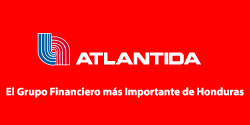 ATLANTIDA
El Grupo Financiero más Importante de Honduras